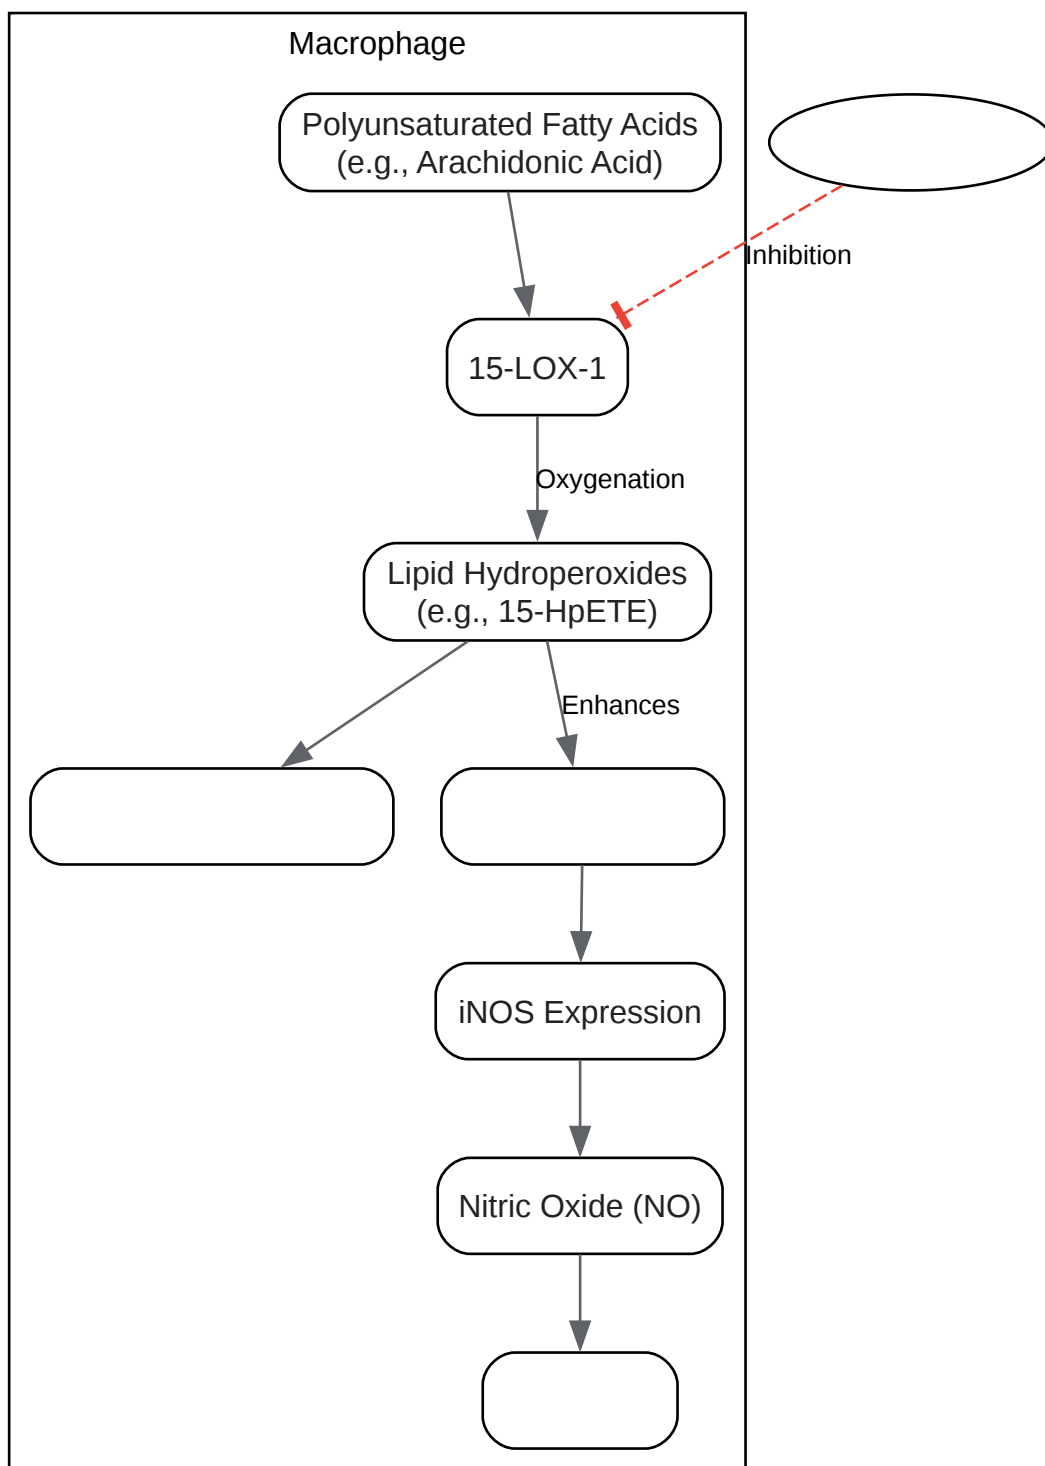 Macrophage
Polyunsaturated Fatty Acids
(e.g., Arachidonic Acid)
Inhibition
15-LOX-1
Oxygenation
Lipid Hydroperoxides
(e.g., 15-HpETE)
Enhances
iNOS Expression
Nitric Oxide (NO)